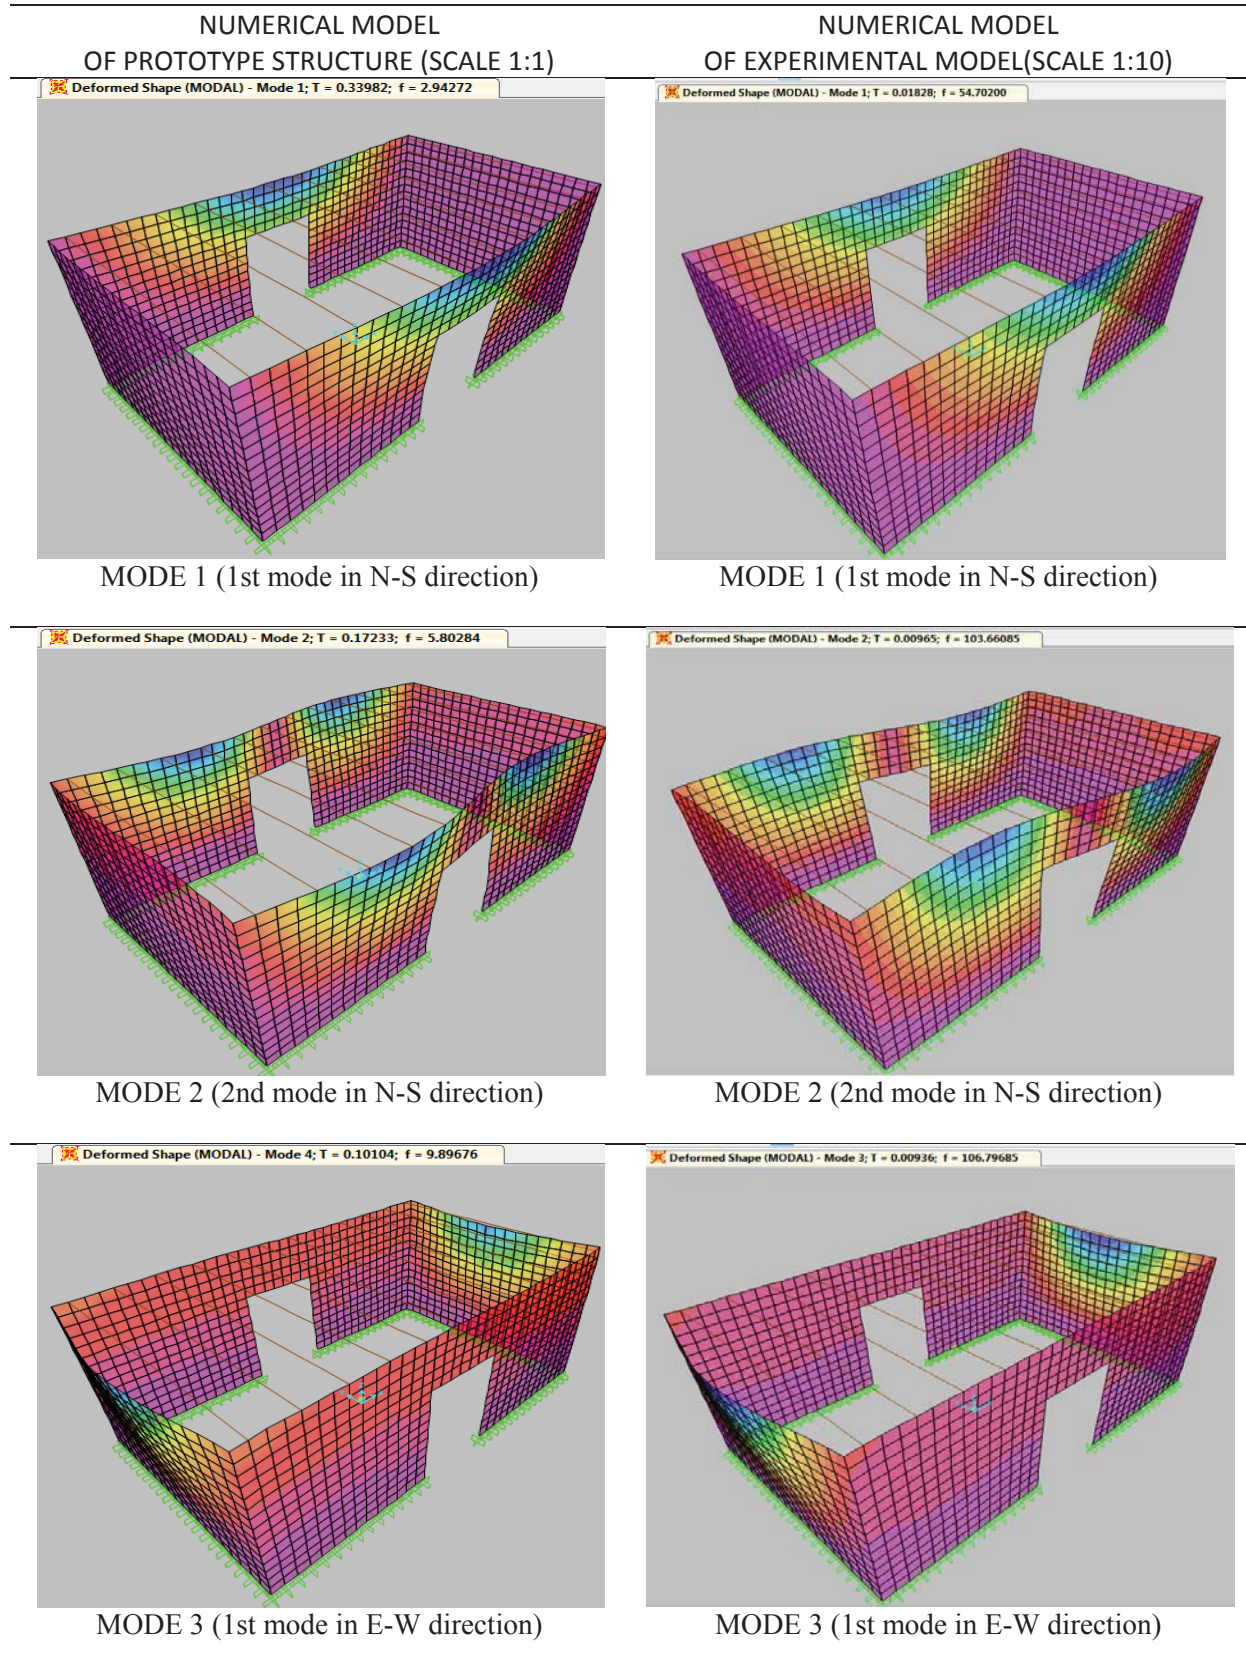 NUMERICAL MODEL
OF PROTOTYPE STRUCTURE (SCALE 1:1)
NUMERICAL MODEL
OF EXPERIMENTAL MODEL(SCALE 1:10)
Deformed Shape (MODAL) - Mode 1; T = 0.33982; f = 2.94272
Deformed Shape (MODAL) - Mode 1; T = 0.01828; f = 54.70200
MODE 1 (1st mode in N-S direction)
MODE 1 (1st mode in N-S direction)
Deformed Shape (MODAL) - Mode 2; T = 0.17233; f = 5.80284
Deformed Shape (MODAL) - Mode 2; T = 0.00965; f = 103.66085
MODE 2 (2nd mode in N-S direction)
MODE 2 (2nd mode in N-S direction)
Deformed Shape (MODAL) - Mode 4; T = 0.10104; f = 9.89676
Deformed Shape (MODAL) - Mode 3; T = 0.00936; f = 106.79685
MODE 3 (1st mode in E-W direction)
MODE 3 (1st mode in E-W direction)